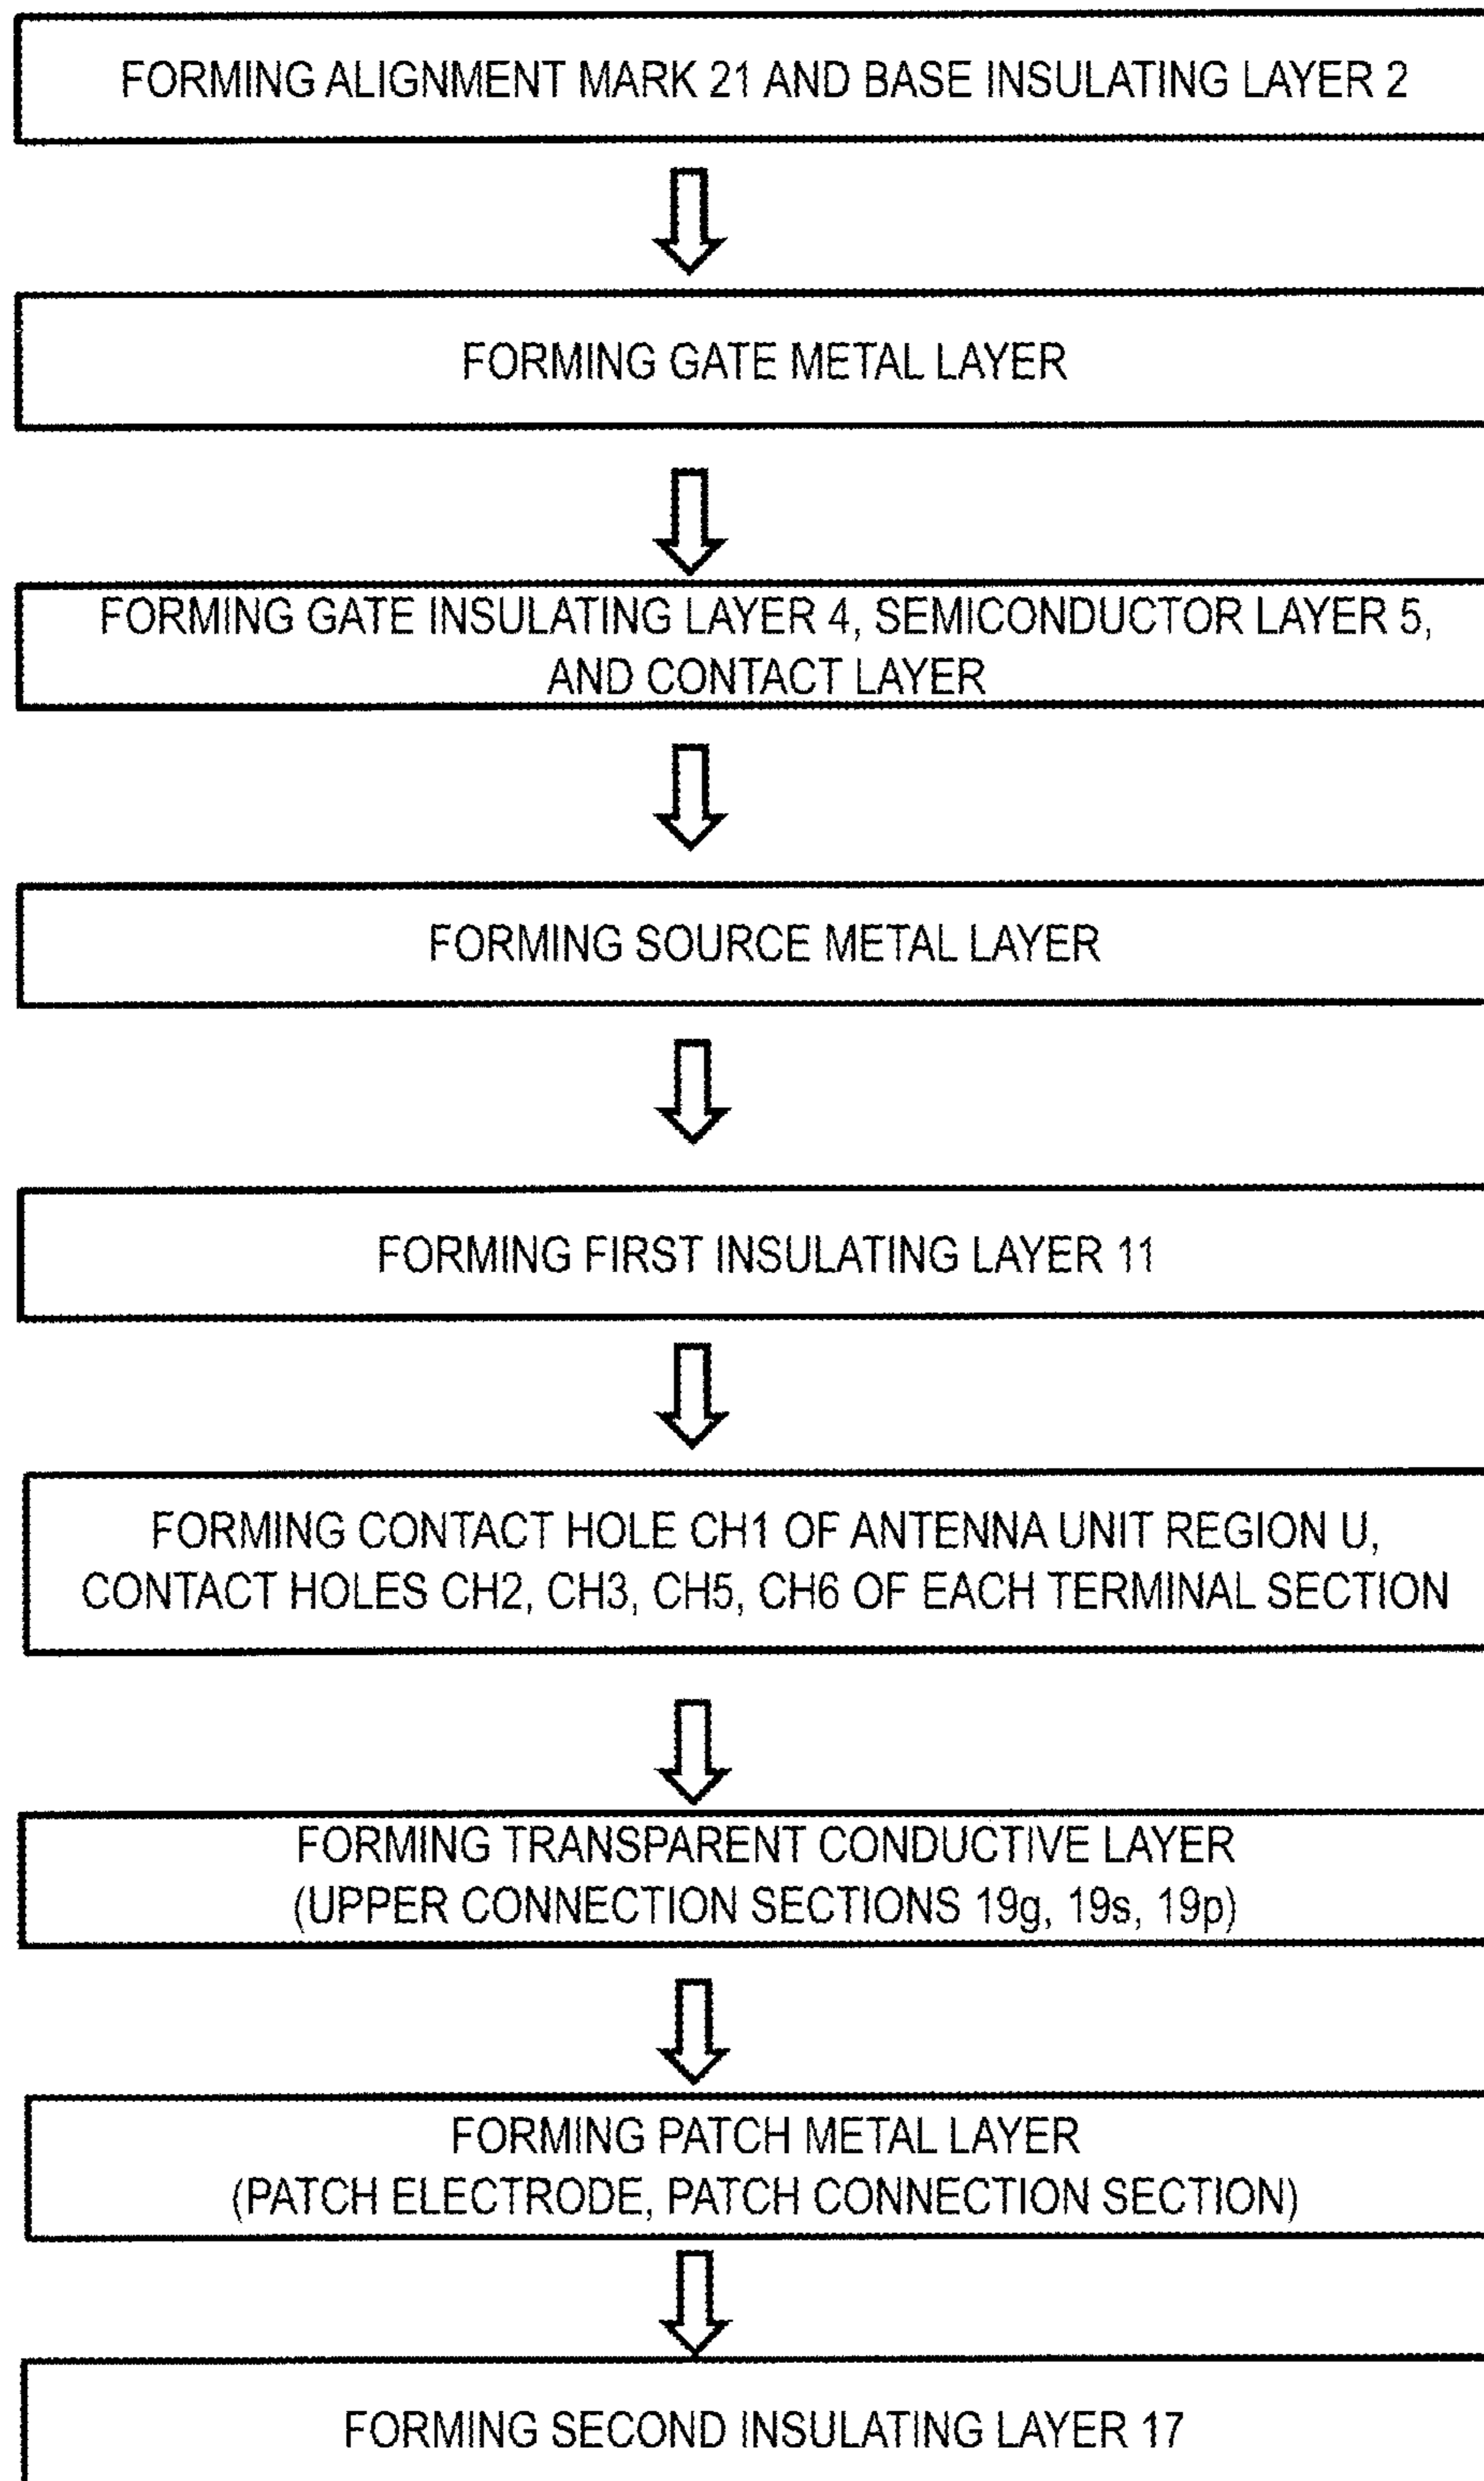 FORMING ALIGNMENT MARK 21 AND BASE INSULATING LAYER 2
FORMING GATE METAL LAYER
FORMING GATE INSULATING LAYER 4, SEMICONDUCTOR LAYER 5,
AND CONTACT LAYER
FORMING SOURCE METAL LAYER
FORMING FIRST INSULATING LAYER 11
FORMING CONTACT HOLE CH1 OF ANTENNA UNIT REGION U,
CONTACT HOLES CH2, CH3, CH5, CH6 OF EACH TERMINAL SECTION
FORMING TRANSPARENT CONDUCTIVE LAYER
(UPPER CONNECTION SECTIONS 19g, 19s, 19p)
FORMING PATCH METAL LAYER
(PATCH ELECTRODE, PATCH CONNECTION SECTION)
FORMING SECOND INSULATING LAYER 17